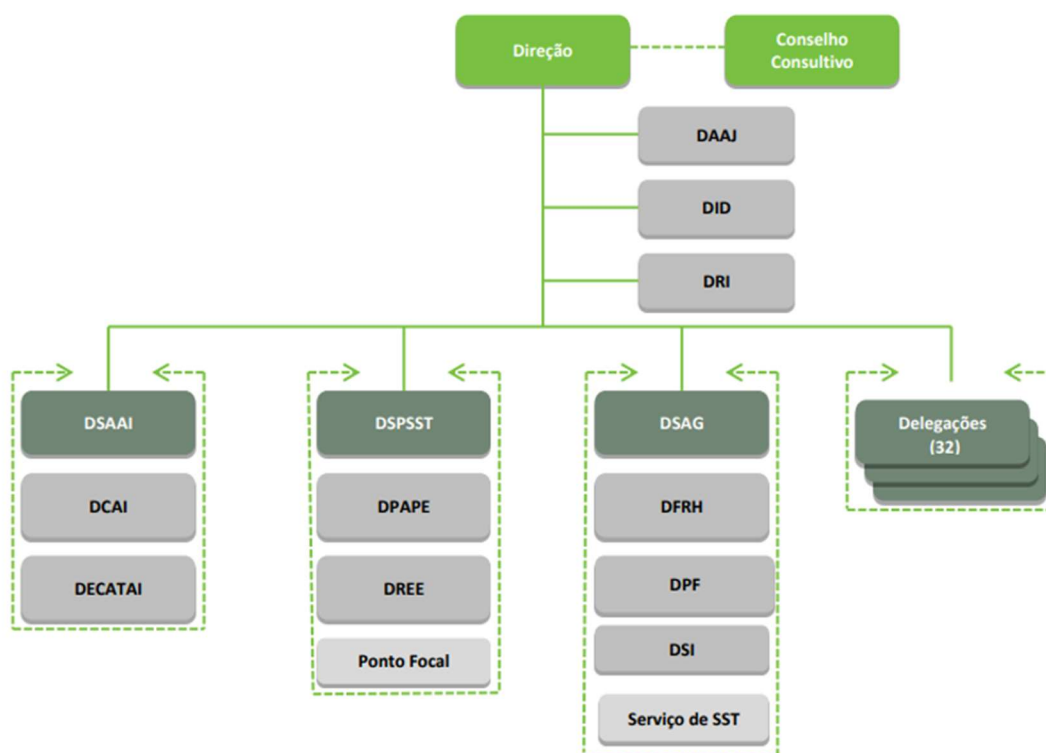 Direção
Conselho
Consultivo
DAAJ
DID
DRI
DSAAI
DCAI
DECATAI
DSPSST
DPAPE
DREE
Ponto Focal
DSAG
DFRH
DPF
DSI
Serviço de SST
Delegações
(32)